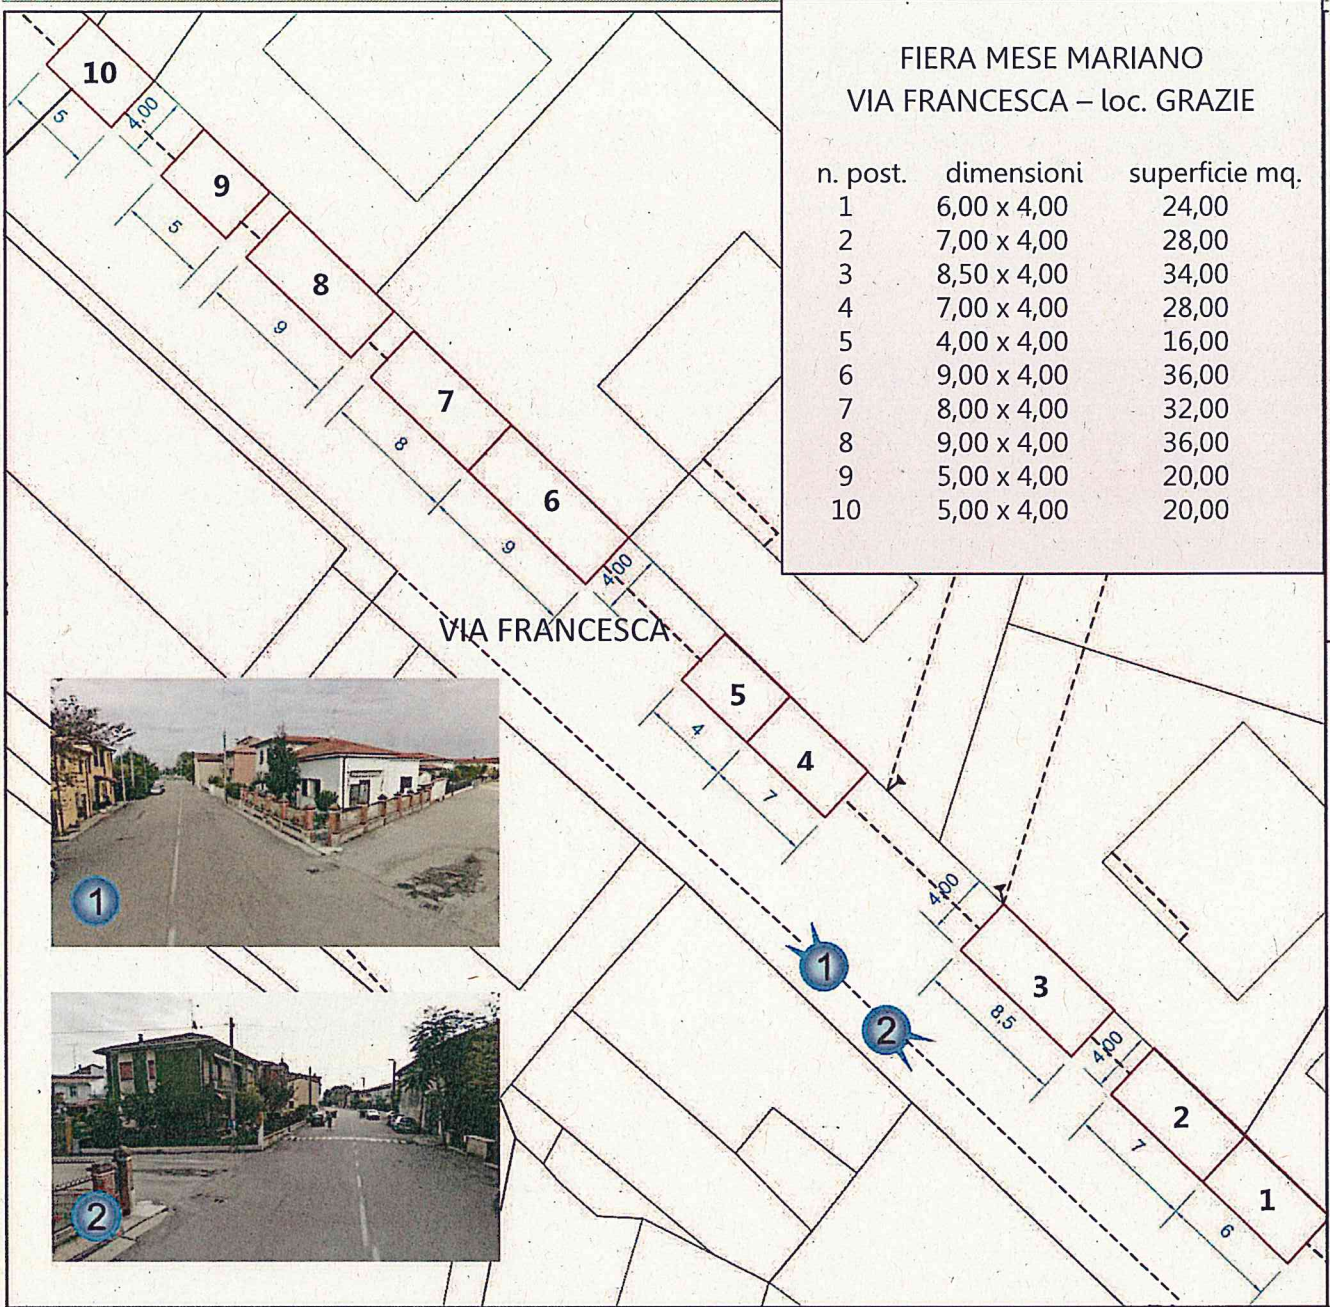 FIERA MESE MARIANO
VIA FRANCESCA – loc. GRAZIE
n. post. dimensioni superficie mq.
1 6,00 x 4,00 24,00
2 7,00 x 4,00 28,00
3 8,50 x 4,00 34,00
4 7,00 x 4,00 28,00
5 4,00 x 4,00 16,00
6 9,00 x 4,00 36,00
7 8,00 x 4,00 32,00
8 9,00 x 4,00 36,00
9 5,00 x 4,00 20,00
10 5,00 x 4,00 20,00
10
5
4.00
9
5
8
9
7
8
6
9
4.00
VIA FRANCESCA
5
4
4
7
4.00
3
8.5
4.00
2
7
1
6
1
2
1
2